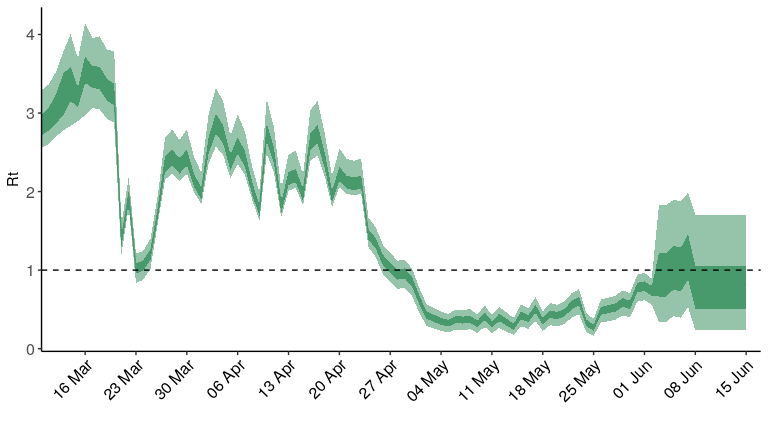 4
3
2
1
0
Rt
16 Mar
23 Mar
30 Mar
06 Apr
13 Apr
20 Apr
27 Apr
04 May
11 May
18 May
25 May
01 Jun
08 Jun
15 Jun